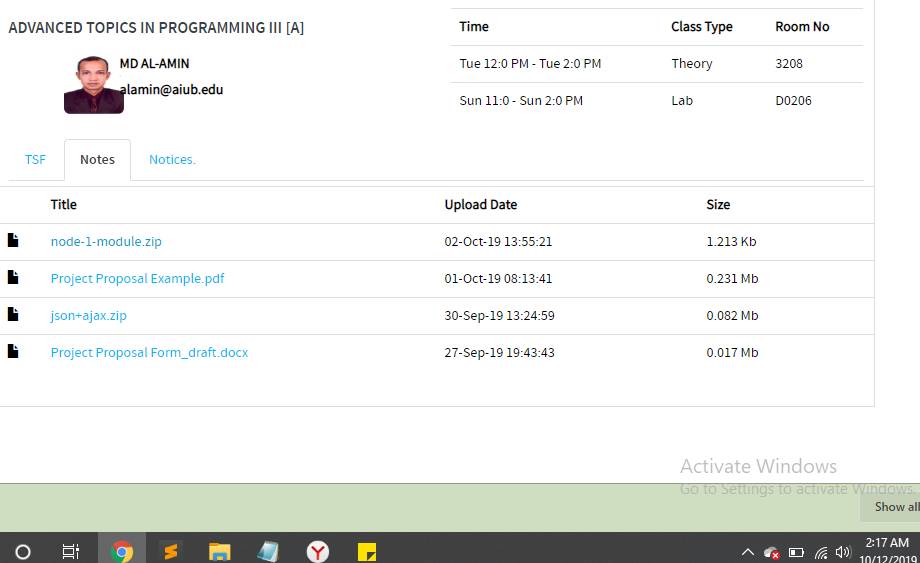 ADVANCED TOPICS IN PROGRAMMING III [A]
MD AL-AMIN
alamin@aiub.edu
Time Class Type Room No
Tue 12:0 PM - Tue 2:0 PM Theory 3208
Sun 11:0 - Sun 2:0 PM Lab D0206
TSF Notes Notices.
Title Upload Date Size
node-1-module.zip 02-Oct-19 13:55:21 1.213 Kb
Project Proposal Example.pdf 01-Oct-19 08:13:41 0.231 Mb
json+ajax.zip 30-Sep-19 13:24:59 0.082 Mb
Project Proposal Form_draft.docx 27-Sep-19 19:43:43 0.017 Mb
Activate Windows
Go to Settings to activate Windows.
Show all
2:17 AM
10/12/2019